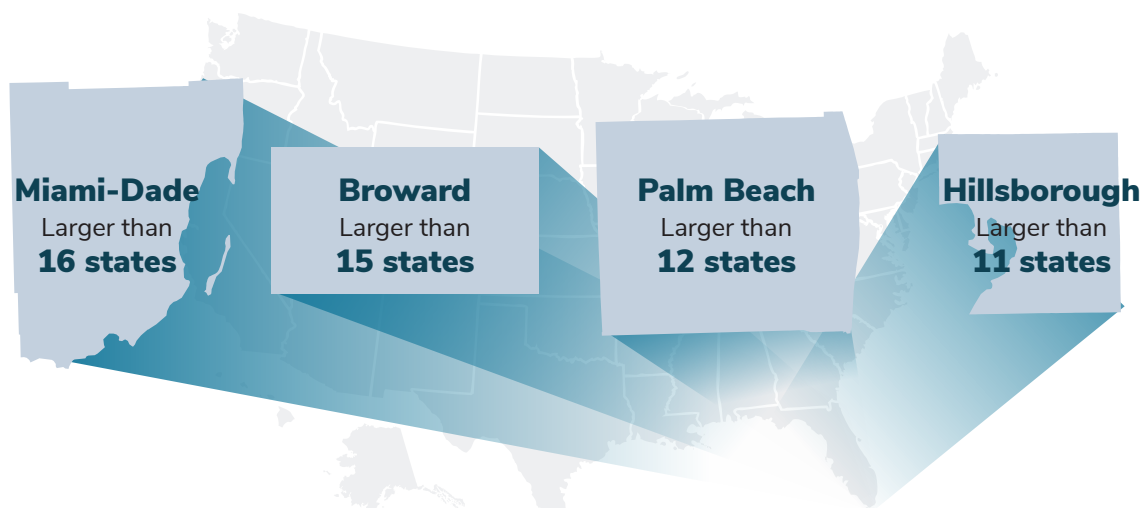 Miami-Dade
Larger than
16 states
Broward
Larger than
15 states
Palm Beach
Larger than
12 states
Hillsborough
Larger than
11 states